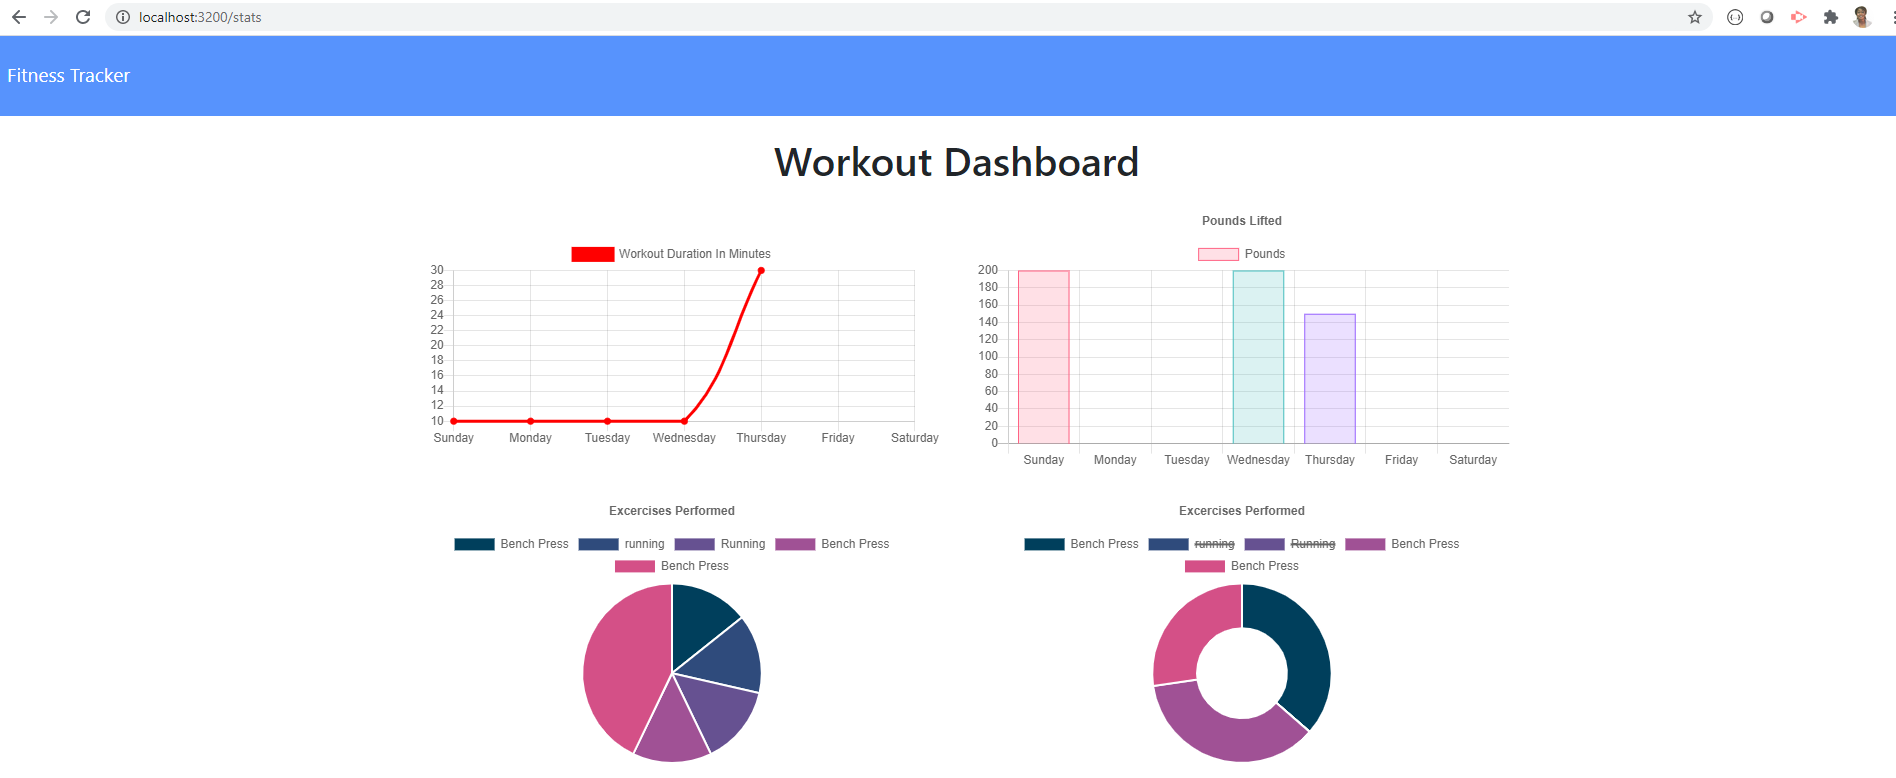 localhost:3200/stats
Fitness Tracker
Workout Dashboard
Workout Duration In Minutes
30
28
26
24
22
20
18
16
14
12
10
Sunday Monday Tuesday Wednesday Thursday Friday Saturday
Pounds Lifted
Pounds
200
180
160
140
120
100
80
60
40
20
0
Sunday Monday Tuesday Wednesday Thursday Friday Saturday
Excercises Performed
Bench Press running Running Bench Press
Bench Press
Excercises Performed
Bench Press running Running Bench Press
Bench Press